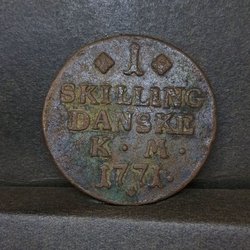 1
SKILLING
DANSKE
K · M ·
1771 ·